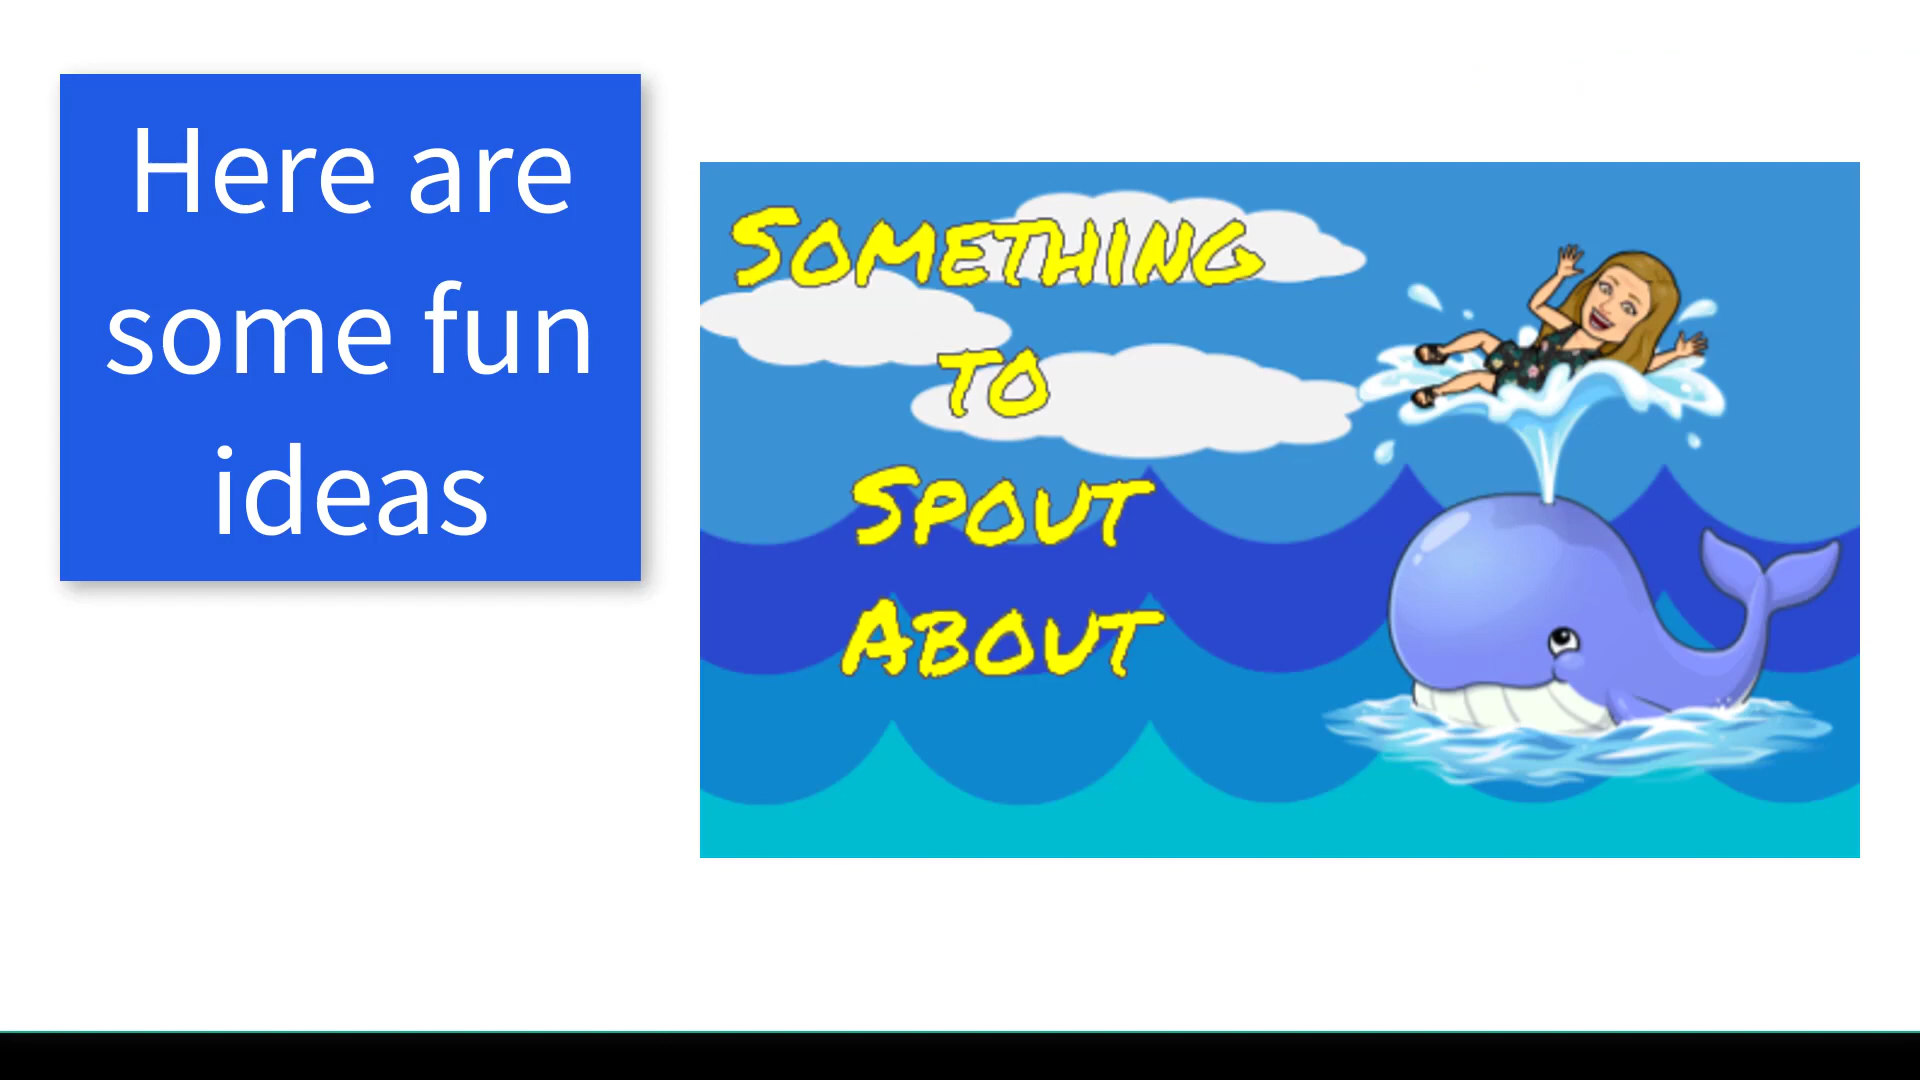 Here are
some fun
ideas
SOMETHING
TO
SPOUT
ABOUT